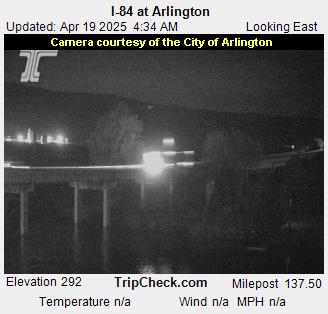 I-84 at Arlington
Updated: Apr 19 2025 4:34 AM Looking East
Camera courtesy of the City of Arlington
Elevation 292 TripCheck.com Milepost 137.50
Temperature n/a Wind n/a MPH n/a